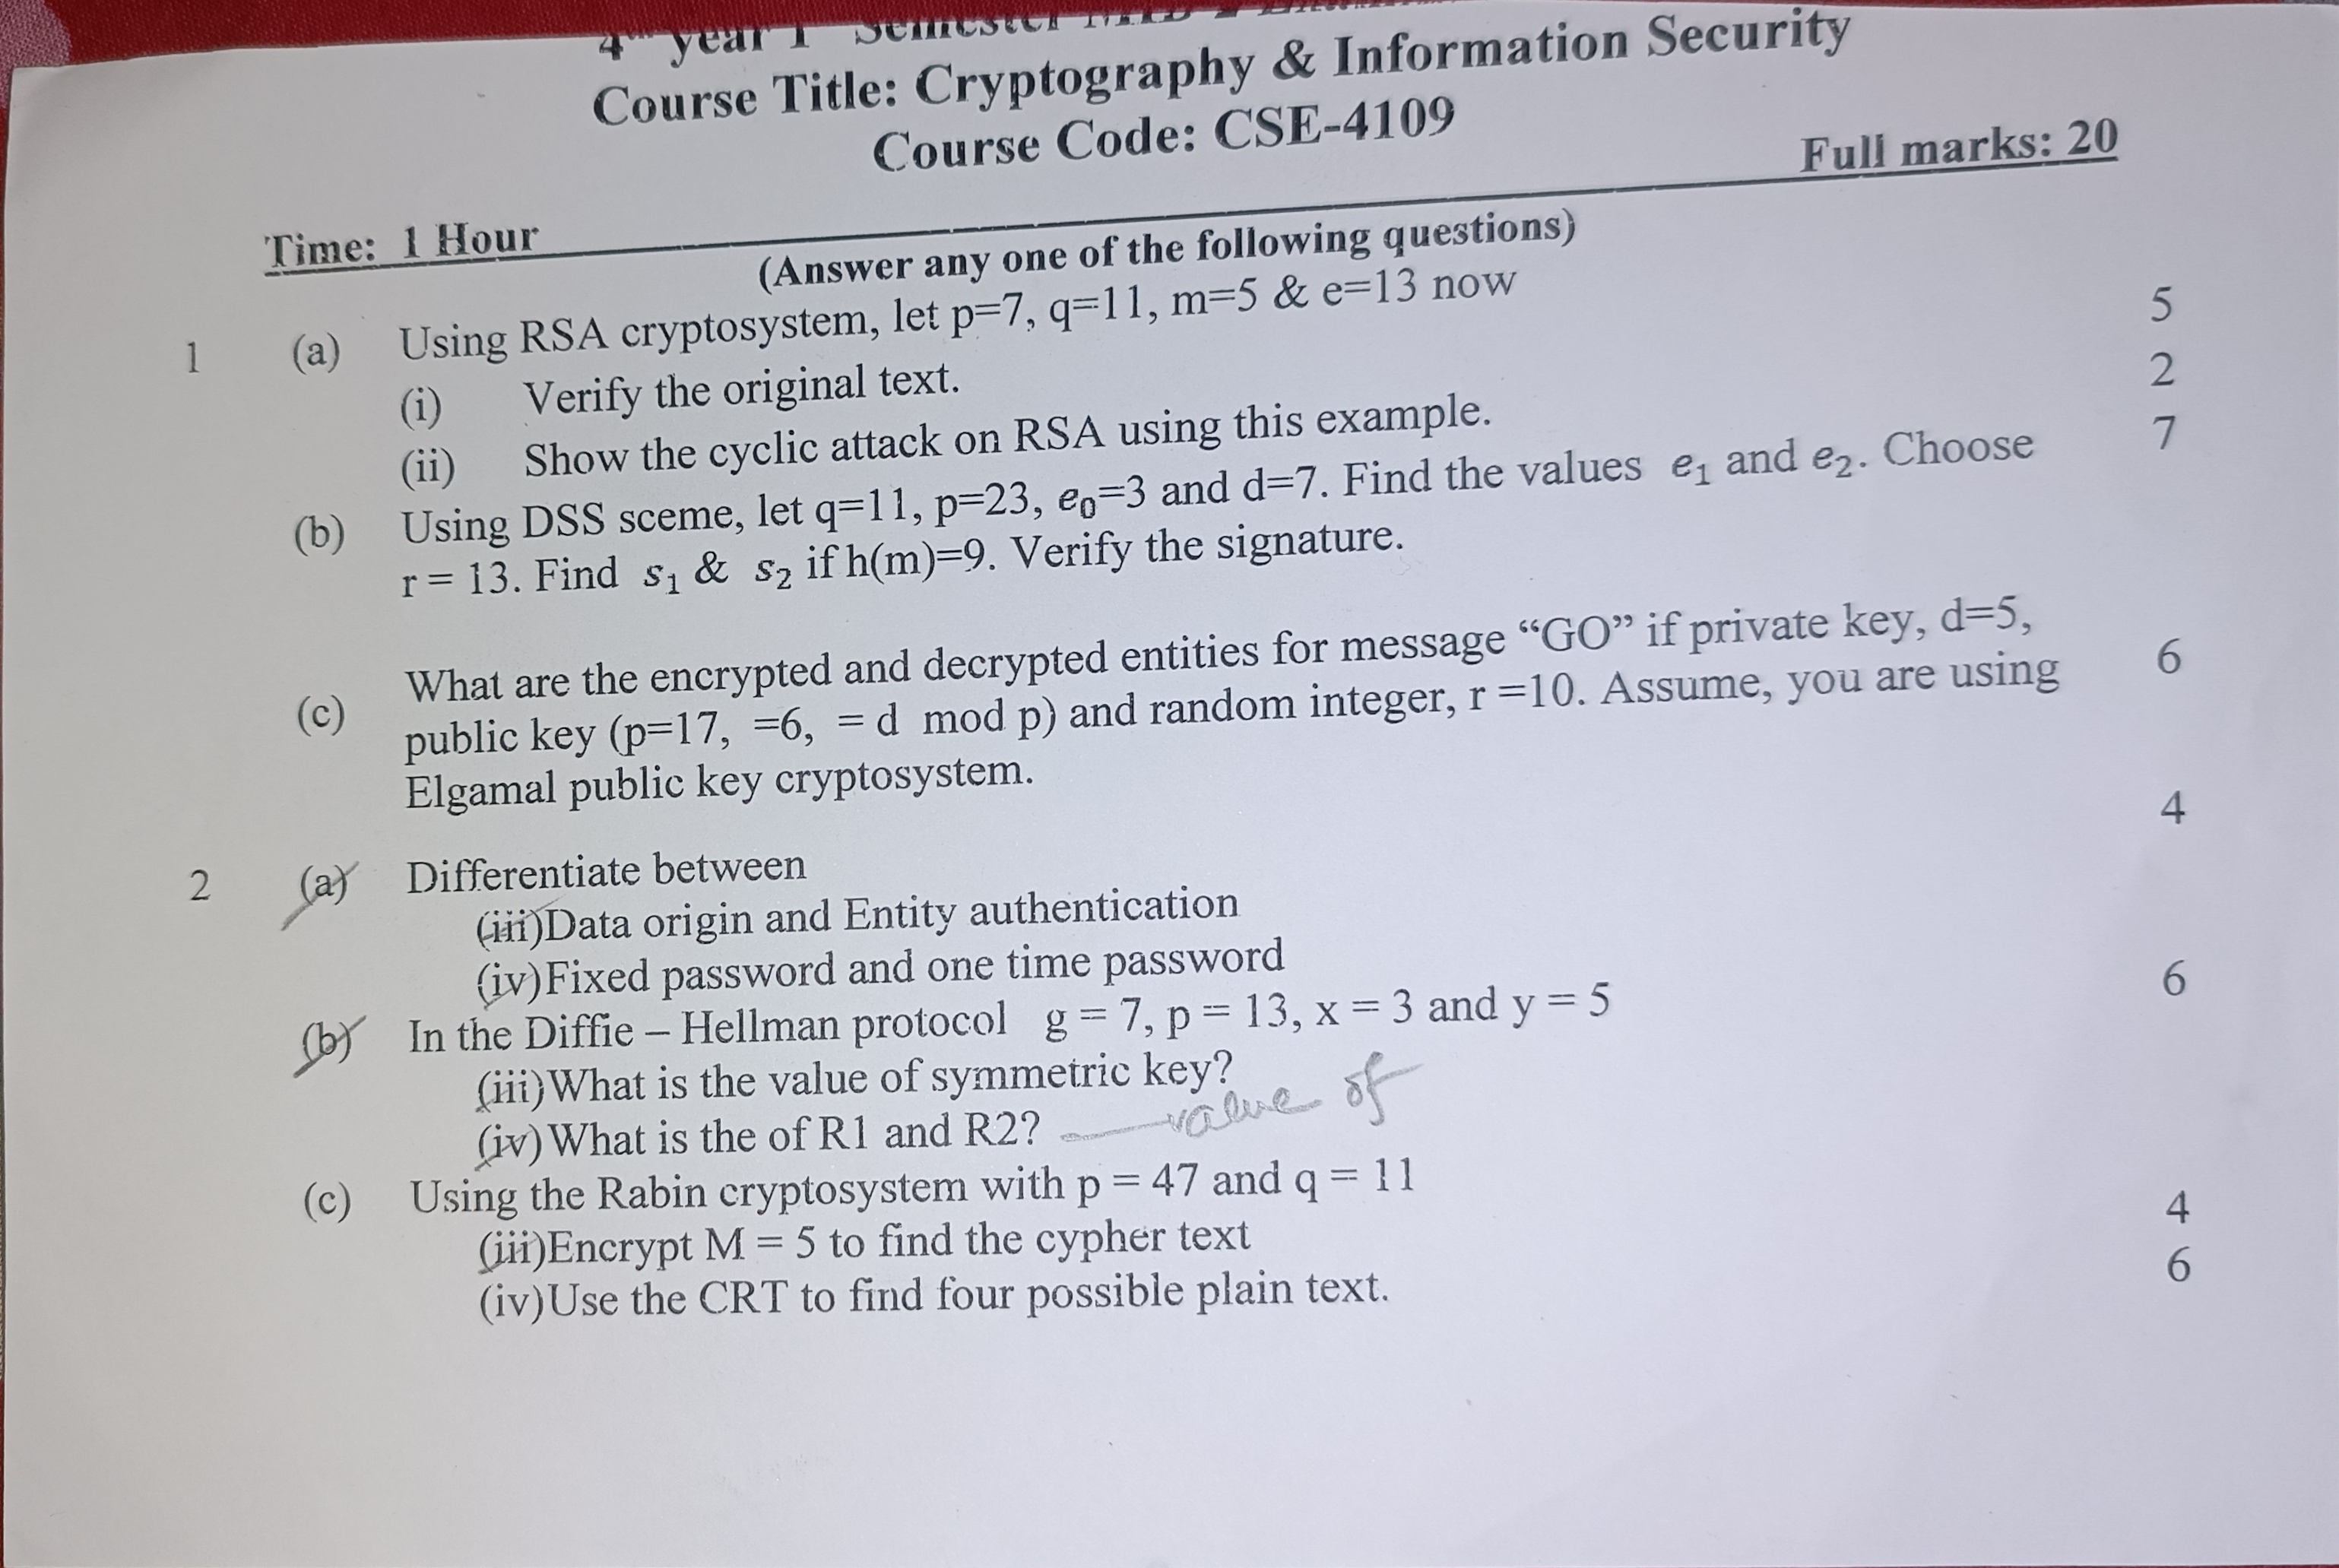 4th year 1 Semester
Course Title: Cryptography & Information Security
Course Code: CSE-4109
Time: 1 Hour Full marks: 20
(Answer any one of the following questions)
1 (a) Using RSA cryptosystem, let p=7, q=11, m=5 & e=13 now
(i) Verify the original text. 5
(ii) Show the cyclic attack on RSA using this example. 2
(b) Using DSS sceme, let q=11, p=23, e₀=3 and d=7. Find the values e₁ and e₂. Choose 7
r = 13. Find s₁ & s₂ if h(m)=9. Verify the signature.
(c) What are the encrypted and decrypted entities for message “GO” if private key, d=5, 6
public key (p=17, =6, = d mod p) and random integer, r =10. Assume, you are using
Elgamal public key cryptosystem.
2 (a) Differentiate between 4
(iii)Data origin and Entity authentication
(iv)Fixed password and one time password
(b) In the Diffie – Hellman protocol g = 7, p = 13, x = 3 and y = 5 6
(iii)What is the value of symmetric key?
(iv)What is the of R1 and R2? value of
(c) Using the Rabin cryptosystem with p = 47 and q = 11
(iii)Encrypt M = 5 to find the cypher text 4
(iv)Use the CRT to find four possible plain text. 6